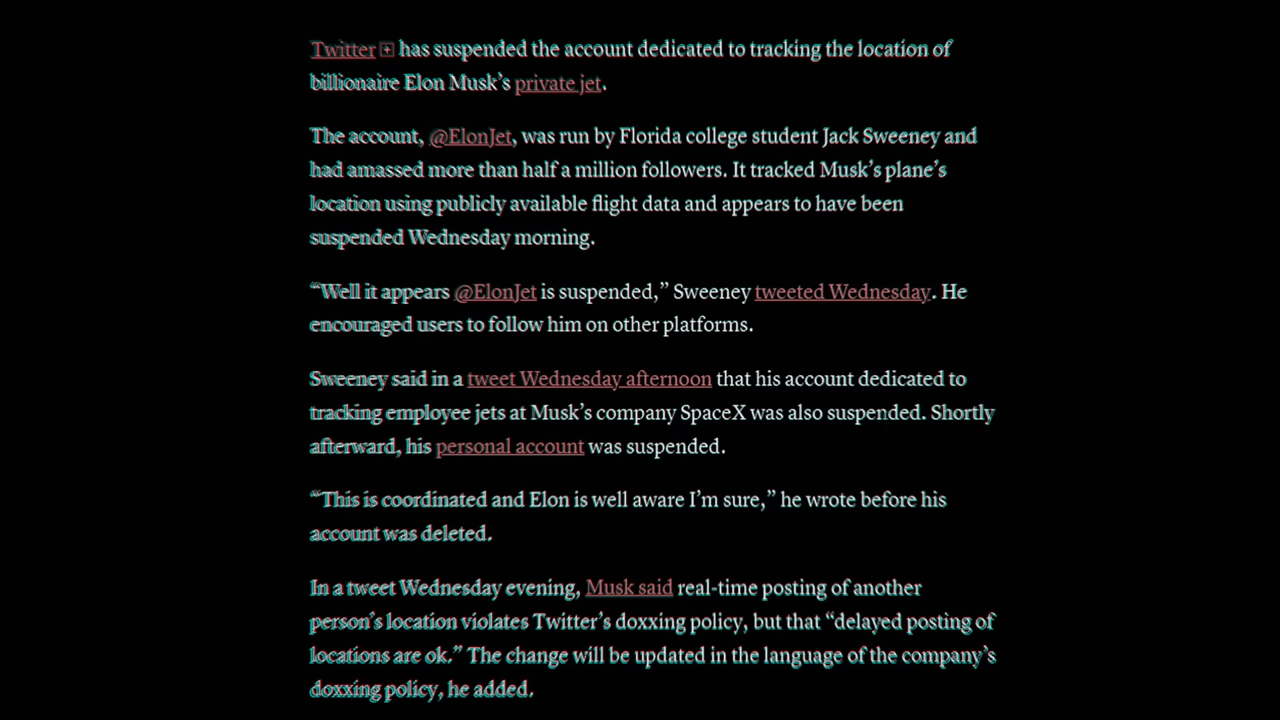 Twitter has suspended the account dedicated to tracking the location of
billionaire Elon Musk’s private jet.
The account, @ElonJet, was run by Florida college student Jack Sweeney and
had amassed more than half a million followers. It tracked Musk’s plane’s
location using publicly available flight data and appears to have been
suspended Wednesday morning.
“Well it appears @ElonJet is suspended,” Sweeney tweeted Wednesday. He
encouraged users to follow him on other platforms.
Sweeney said in a tweet Wednesday afternoon that his account dedicated to
tracking employee jets at Musk’s company SpaceX was also suspended. Shortly
afterward, his personal account was suspended.
“This is coordinated and Elon is well aware I’m sure,” he wrote before his
account was deleted.
In a tweet Wednesday evening, Musk said real-time posting of another
person’s location violates Twitter’s doxxing policy, but that “delayed posting of
locations are ok.” The change will be updated in the language of the company’s
doxxing policy, he added.